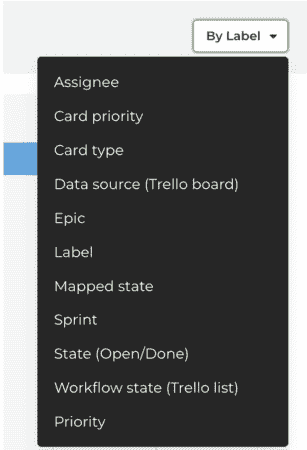 By Label
Assignee
Card priority
Card type
Data source (Trello board)
Epic
Label
Mapped state
Sprint
State (Open/Done)
Workflow state (Trello list)
Priority